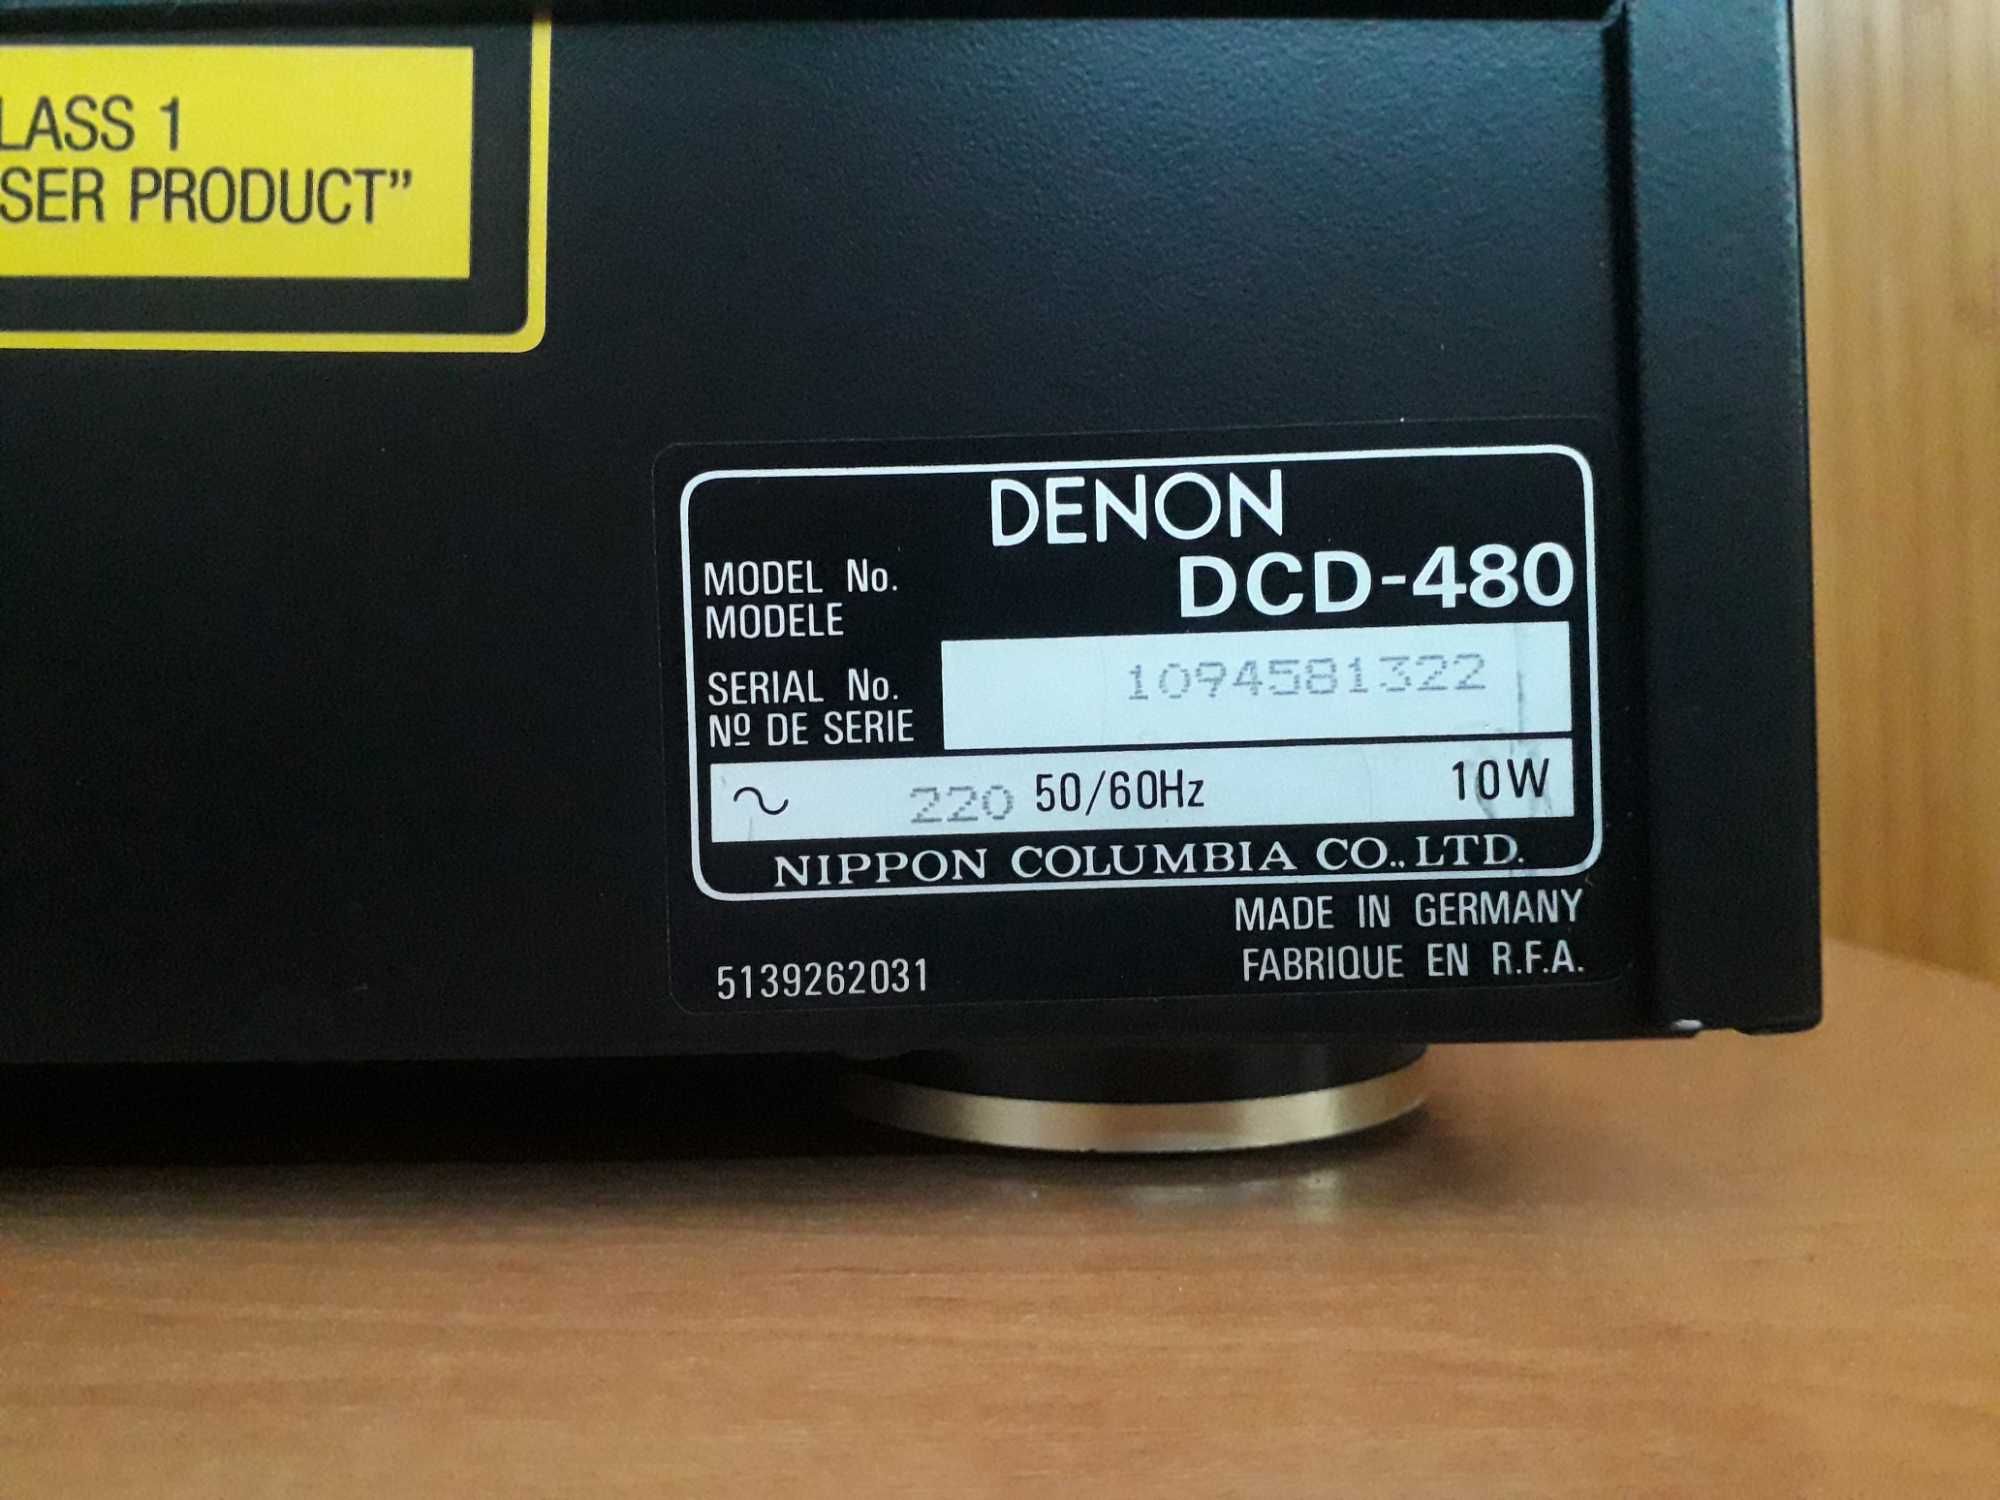 LASS 1
SER PRODUCT”
DENON
MODEL No. DCD-480
MODELE
SERIAL No. 1094581322
Nº DE SERIE
~ 220 50/60Hz 10W
NIPPON COLUMBIA CO., LTD.
MADE IN GERMANY
5139262031 FABRIQUE EN R.F.A.